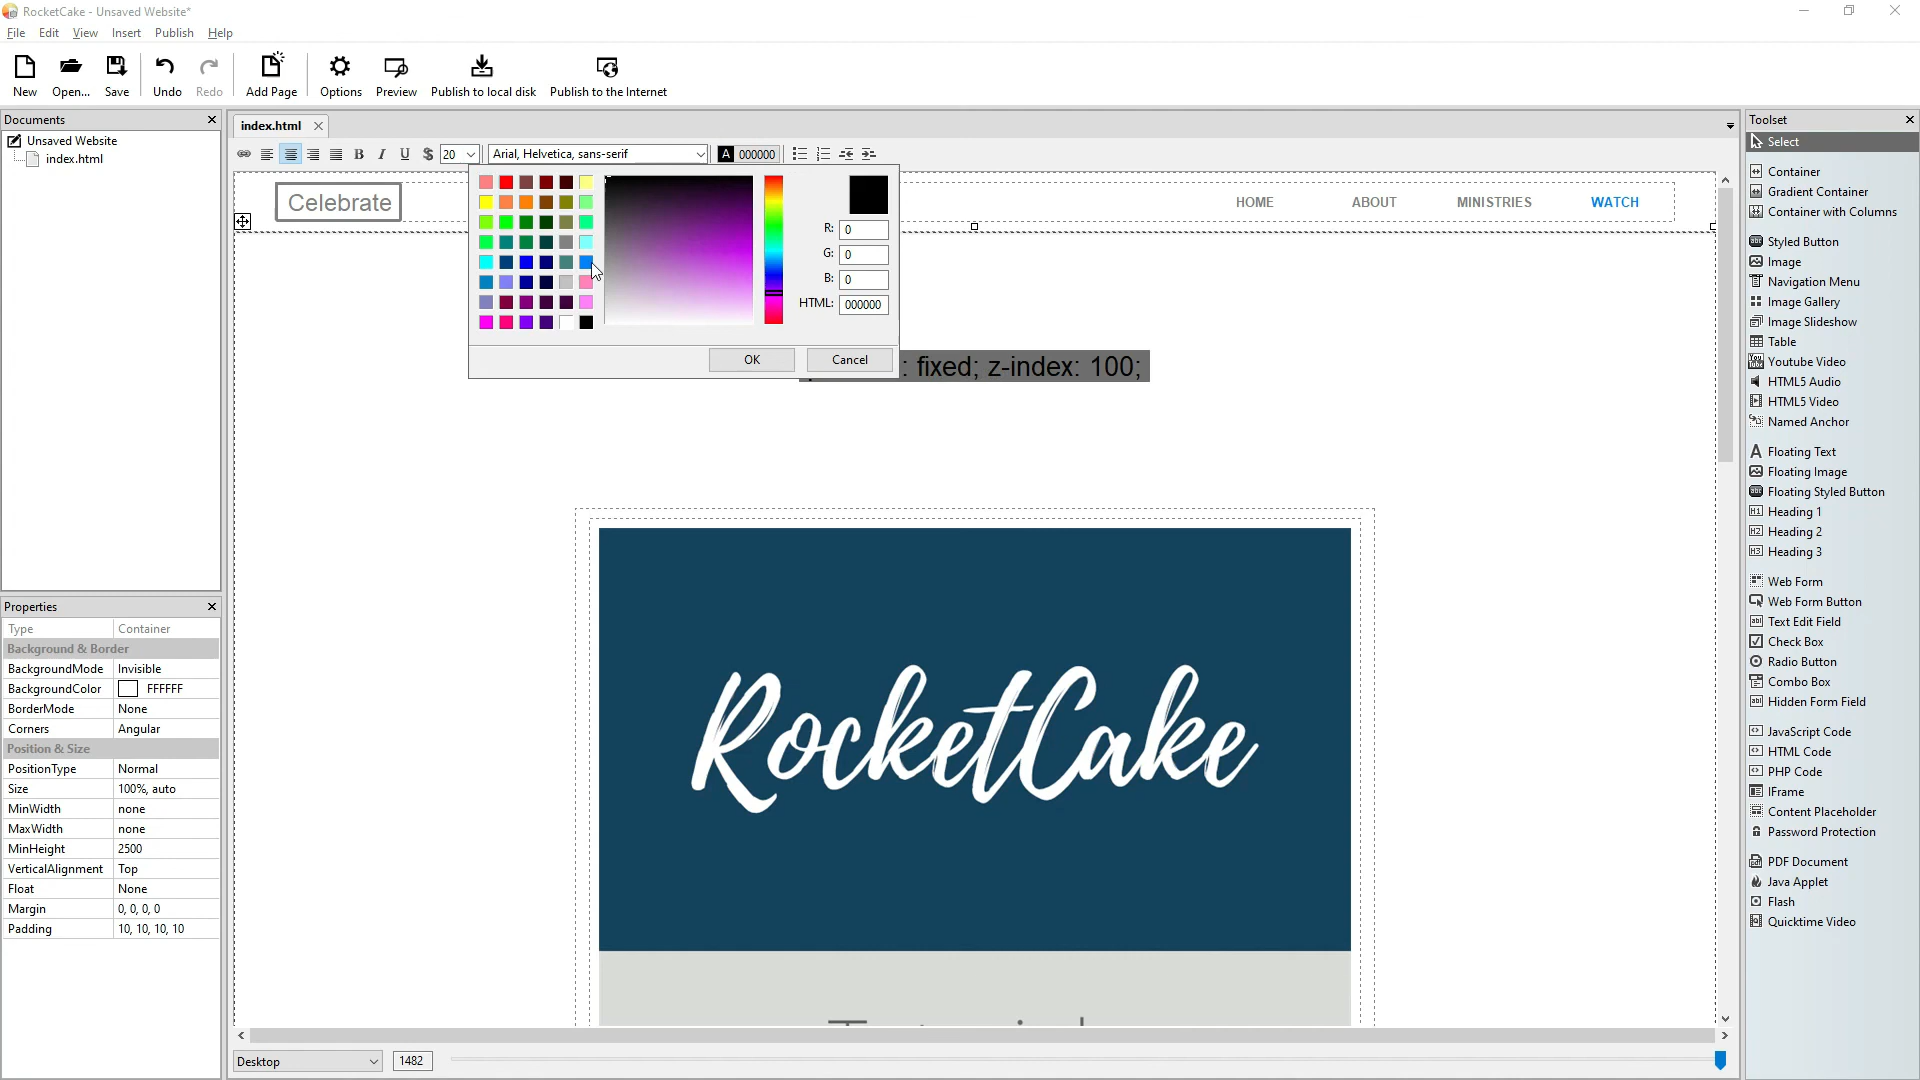 RocketCake - Unsaved Website*
File Edit View Insert Publish Help
New Open... Save Undo Redo Add Page Options Preview Publish to local disk Publish to the Internet
Documents
Unsaved Website
index.html
index.html
B I U $ 20 Arial, Helvetica, sans-serif A 000000
Celebrate
HOME ABOUT MINISTRIES WATCH
R: 0
G: 0
B: 0
HTML: 000000
OK Cancel
: fixed; z-index: 100;
RocketCake
Properties
Type Container
Background & Border
BackgroundMode Invisible
BackgroundColor FFFFFF
BorderMode None
Corners Angular
Position & Size
PositionType Normal
Size 100%, auto
MinWidth none
MaxWidth none
MinHeight 2500
VerticalAlignment Top
Float None
Margin 0, 0, 0, 0
Padding 10, 10, 10, 10
Desktop 1482
Toolset
Select
Container
Gradient Container
Container with Columns
Styled Button
Image
Navigation Menu
Image Gallery
Image Slideshow
Table
Youtube Video
HTML5 Audio
HTML5 Video
Named Anchor
Floating Text
Floating Image
Floating Styled Button
Heading 1
Heading 2
Heading 3
Web Form
Web Form Button
Text Edit Field
Check Box
Radio Button
Combo Box
Hidden Form Field
JavaScript Code
HTML Code
PHP Code
IFrame
Content Placeholder
Password Protection
PDF Document
Java Applet
Flash
Quicktime Video